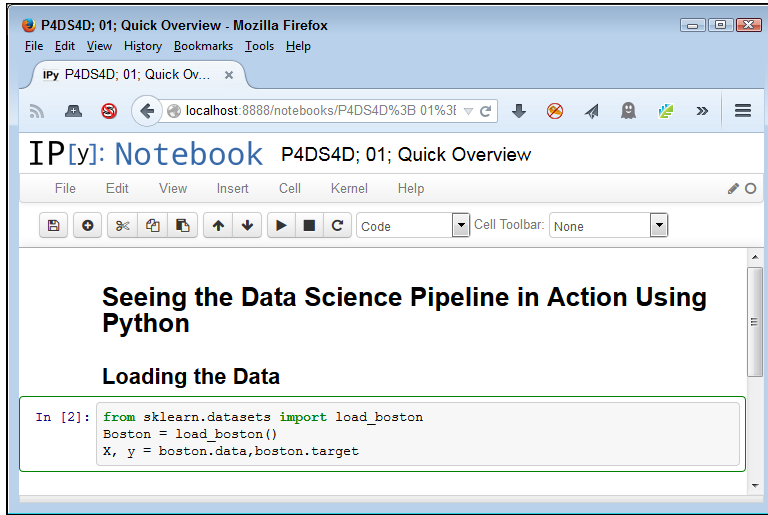 P4DS4D; 01; Quick Overview - Mozilla Firefox
File Edit View History Bookmarks Tools Help
IPy P4DS4D; 01; Quick Ov... ×
localhost:8888/notebooks/P4DS4D%3B 01%3E
IP[y]: Notebook P4DS4D; 01; Quick Overview
File Edit View Insert Cell Kernel Help
Code Cell Toolbar: None
Seeing the Data Science Pipeline in Action Using
Python
Loading the Data
In [2]: from sklearn.datasets import load_boston
Boston = load_boston()
X, y = boston.data,boston.target